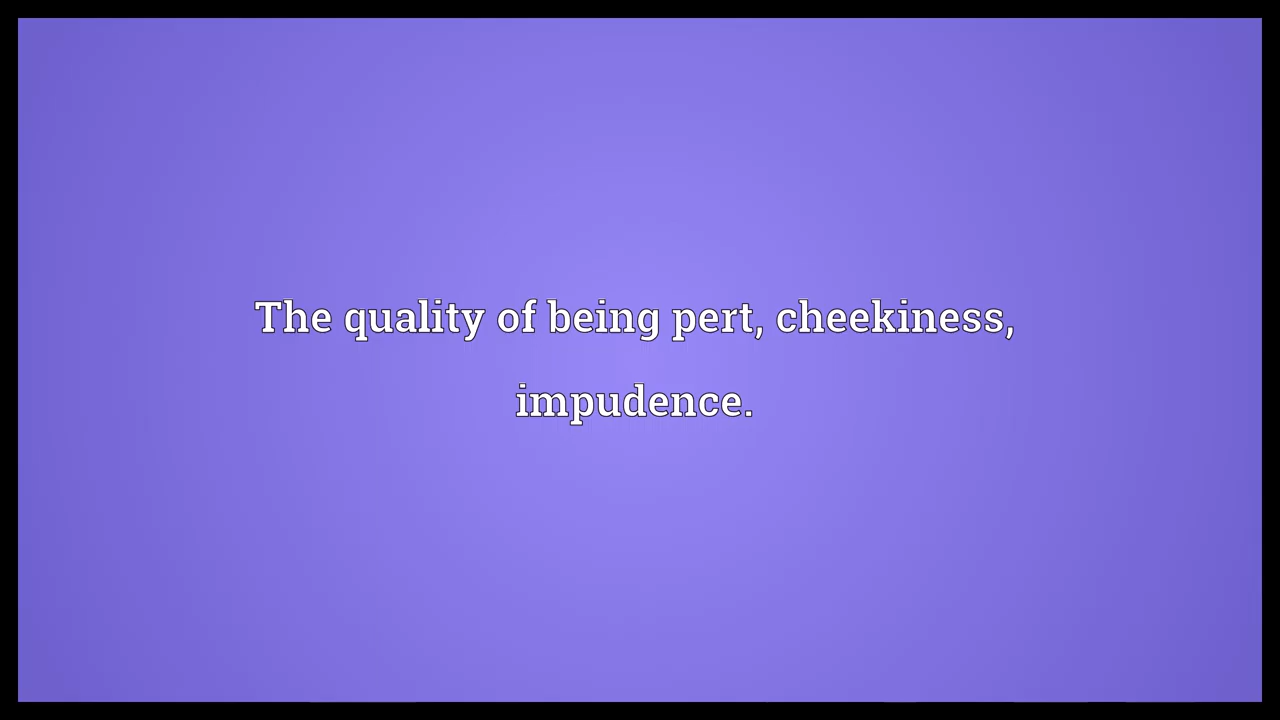 The quality of being pert, cheekiness,
impudence.